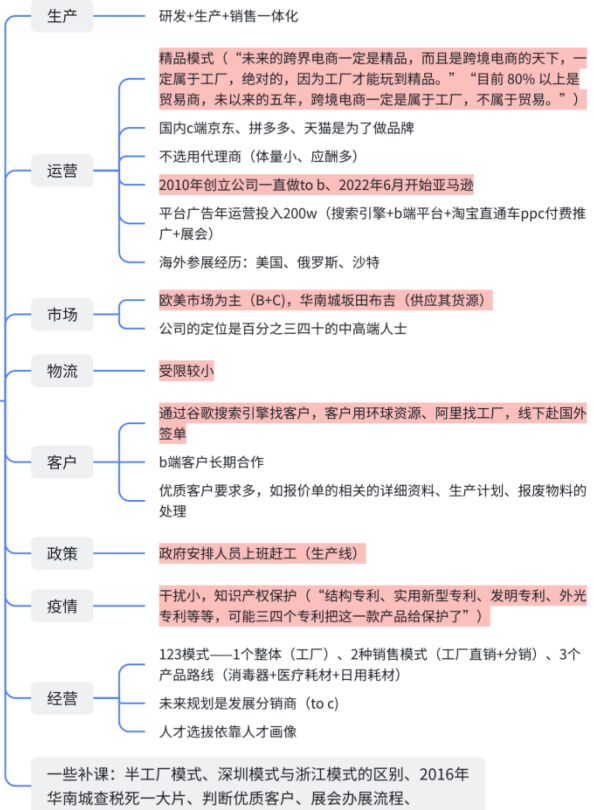 生产
研发+生产+销售一体化
运营
精品模式（“未来的跨界电商一定是精品，而且是跨境电商的天下，一
定属于工厂，绝对的，因为工厂才能玩到精品。” “目前 80% 以上是
贸易商，未以来的五年，跨境电商一定是属于工厂，不属于贸易。”）
国内c端京东、拼多多、天猫是为了做品牌
不选用代理商（体量小、应酬多）
2010年创立公司一直做to b、2022年6月开始亚马逊
平台广告年运营投入200w（搜索引擎+b端平台+淘宝直通车ppc付费推
广+展会）
海外参展经历：美国、俄罗斯、沙特
市场
欧美市场为主（B+C)，华南城坂田布吉（供应其货源）
公司的定位是百分之三四十的中高端人士
物流
受限较小
客户
通过谷歌搜索引擎找客户，客户用环球资源、阿里找工厂，线下赴国外
签单
b端客户长期合作
优质客户要求多，如报价单的相关的详细资料、生产计划、报废物料的
处理
政策
政府安排人员上班赶工（生产线）
疫情
干扰小，知识产权保护（“结构专利、实用新型专利、发明专利、外光
专利等等，可能三四个专利把这一款产品给保护了”）
经营
123模式——1个整体（工厂）、2种销售模式（工厂直销+分销）、3个
产品路线（消毒器+医疗耗材+日用耗材）
未来规划是发展分销商（to c)
人才选拔依靠人才画像
一些补课：半工厂模式、深圳模式与浙江模式的区别、2016年
华南城查税死一大片、判断优质客户、展会办展流程、